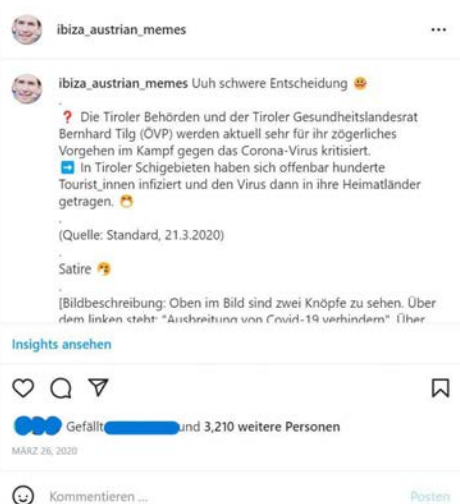 ibiza_austrian_memes
ibiza_austrian_memes Uuh schwere Entscheidung
.
❓ Die Tiroler Behörden und der Tiroler Gesundheitslandesrat
Bernhard Tilg (ÖVP) werden aktuell sehr für ihr zögerliches
Vorgehen im Kampf gegen das Corona-Virus kritisiert.
➡️ In Tiroler Schigebieten haben sich offenbar hunderte
Tourist_innen infiziert und den Virus dann in ihre Heimatländer
getragen.
.
(Quelle: Standard, 21.3.2020)
.
Satire
.
[Bildbeschreibung: Oben im Bild sind zwei Knöpfe zu sehen. Über
dem linken steht: "Ausbreitung von Covid-19 verhindern". Über
Insights ansehen
Gefällt und 3,210 weitere Personen
MÄRZ 26, 2020
Kommentieren ...
Posten